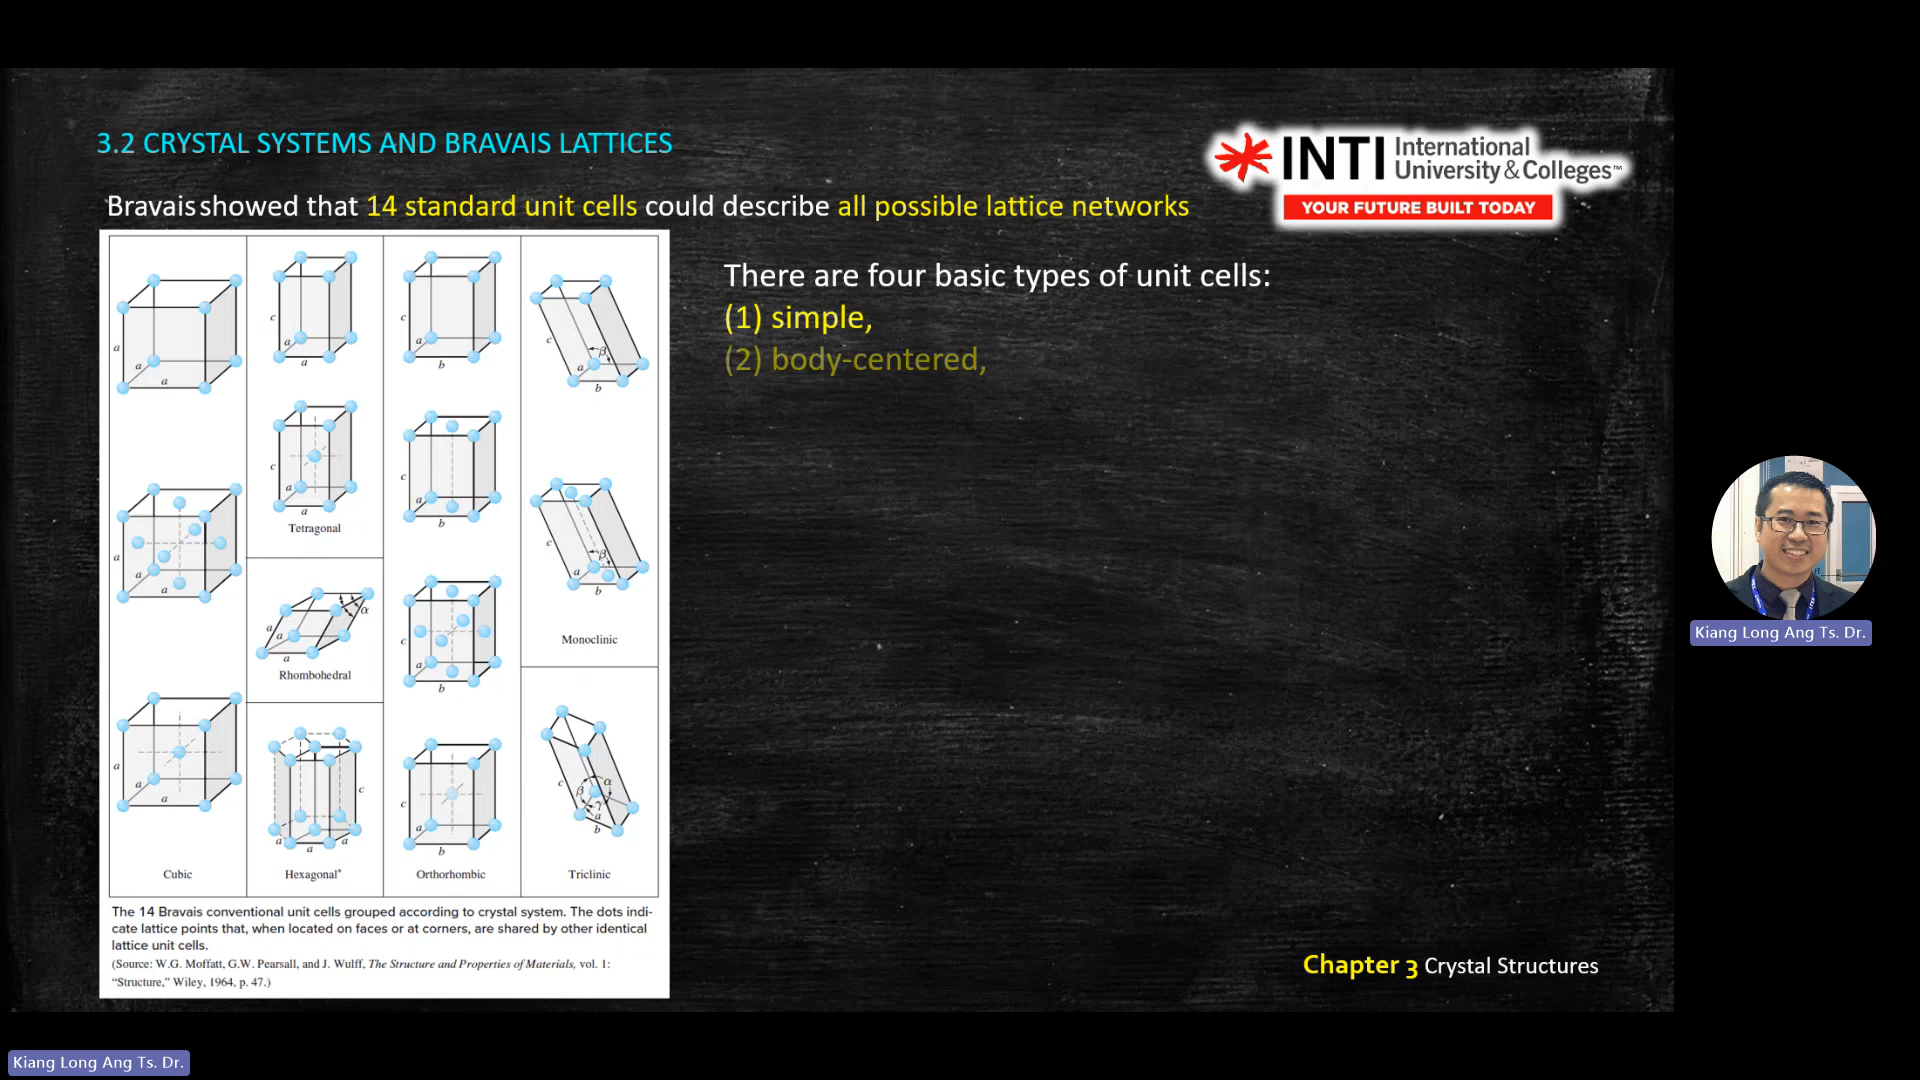 3.2 CRYSTAL SYSTEMS AND BRAVAIS LATTICES
INTI International
University & Colleges™
YOUR FUTURE BUILT TODAY
Bravais showed that 14 standard unit cells could describe all possible lattice networks
There are four basic types of unit cells:
(1) simple,
(2) body-centered,
a
a
a
c
a
a
c
a
b
c
β
a
b
c
a
a
Tetragonal
c
a
b
a
a
a
c
β
a
b
Monoclinic
α
a
a
a
Rhombohedral
c
a
b
a
a
a
Cubic
c
a
a
a
Hexagonal*
c
a
b
Orthorhombic
c
β
α
γ
a
b
Triclinic
The 14 Bravais conventional unit cells grouped according to crystal system. The dots indi-
cate lattice points that, when located on faces or at corners, are shared by other identical
lattice unit cells.
(Source: W.G. Moffatt, G.W. Pearsall, and J. Wulff, The Structure and Properties of Materials, vol. 1:
“Structure,” Wiley, 1964, p. 47.)
Chapter 3 Crystal Structures
Kiang Long Ang Ts. Dr.
Kiang Long Ang Ts. Dr.